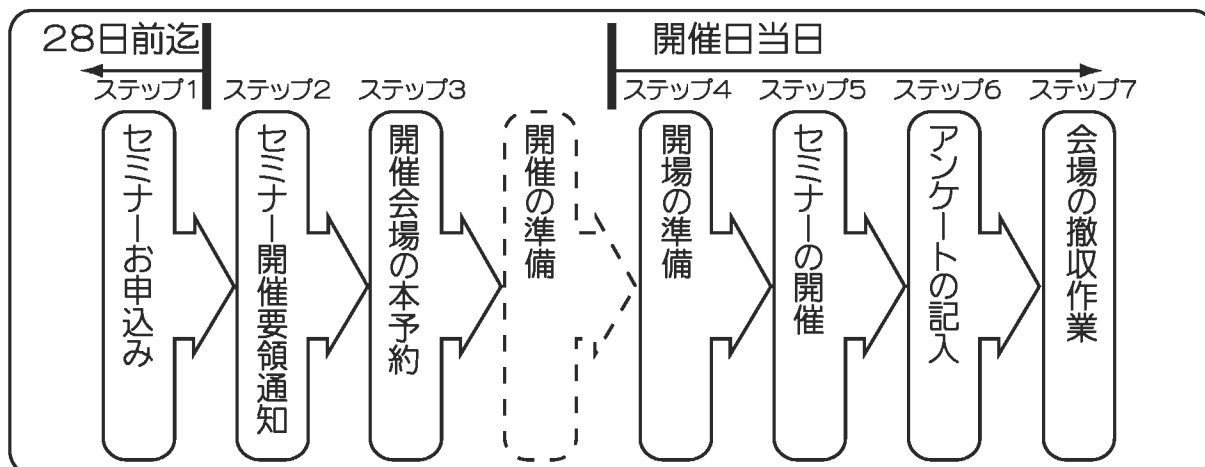 28日前迄
開催日当日
ステップ1
ステップ2
ステップ3
ステップ4
ステップ5
ステップ6
ステップ7
セミナーお申込み
セミナー開催要領通知
開催会場の本予約
開催の準備
開場の準備
セミナーの開催
アンケートの記入
会場の撤収作業